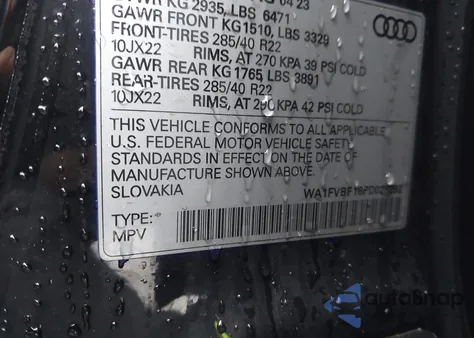 GVWR KG 2935, LBS 6471
GAWR FRONT KG1510, LBS 3329
FRONT-TIRES 285/40 R22
10JX22 RIMS, AT 270 KPA 39 PSI COLD
GAWR REAR KG 1765, LBS 3891
REAR-TIRES 285/40 R22
10JX22 RIMS, AT 290 KPA 42 PSI COLD
THIS VEHICLE CONFORMS TO ALL APPLICABLE
U.S. FEDERAL MOTOR VEHICLE SAFETY
STANDARDS IN EFFECT ON THE DATE OF
MANUFACTURE SHOWN ABOVE.
SLOVAKIA
TYPE:
MPV
autoSnap